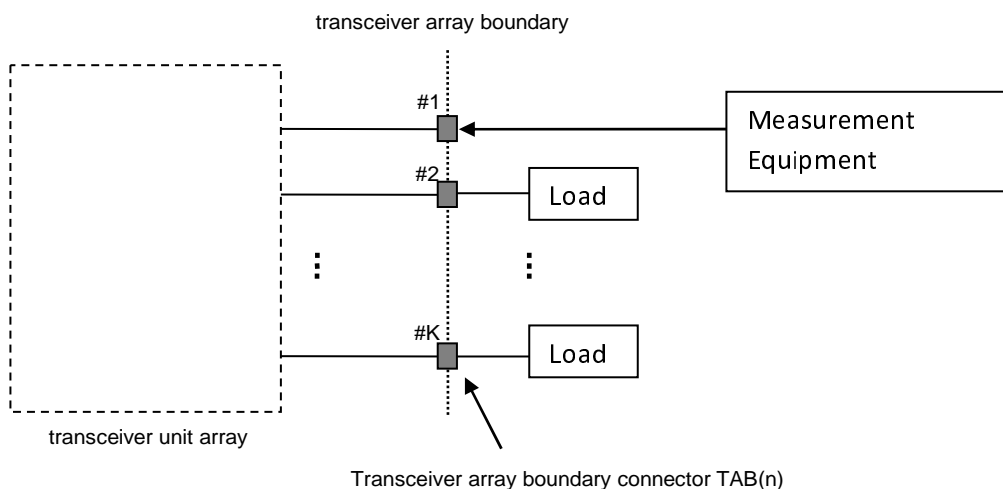 transceiver array boundary
#1
Measurement
Equipment
#2
Load
#K
Load
transceiver unit array
Transceiver array boundary connector TAB(n)